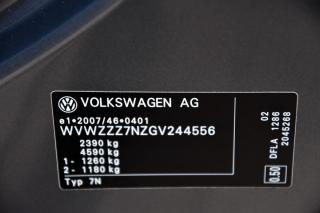 VOLKSWAGEN AG
e1*2007/46*0401
WVWZZZ7NZGV244556
2390 kg
4590 kg
1- 1260 kg
2- 1180 kg
Typ 7N
02
DFLA 1286
2045268
0.50